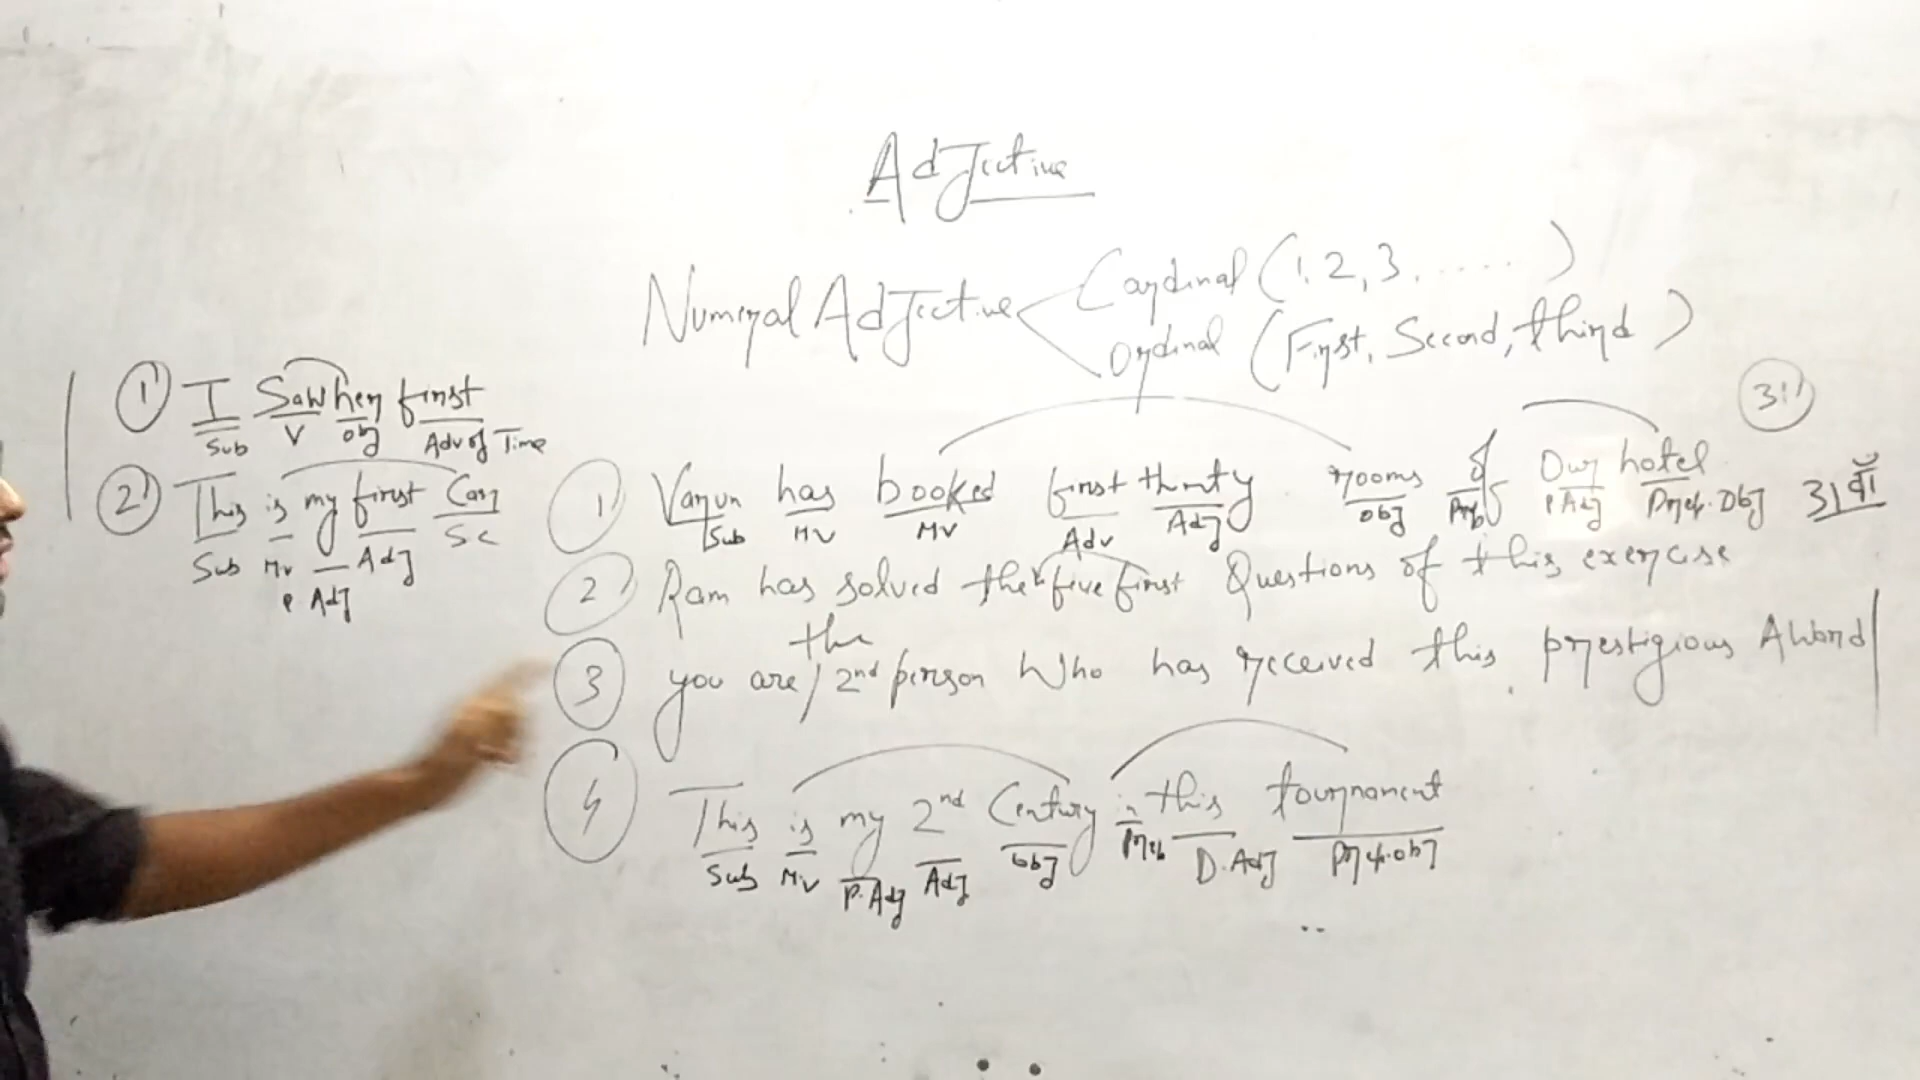 Adjective
Numeral Adjective Cardinal (1, 2, 3, ......)
Ordinal (First, Second, third)
① I Saw her first
Sub V Obj Adv of Time
② This is my first Car
Sub Mv P Adj Adj SC
31
① Varun has booked first thirty rooms of Our hotel 31 वाँ
Sub MV MV Adv Adj Obj Prep P Adj Prep. Obj
② Ram has solved the five first Questions of this exercise
the
③ you are / 2nd person Who has received this prestigious Award
④ This is my 2nd Century in this tournament
Sub MV P. Adj Adj Obj Prep D. Adj Prep. obj